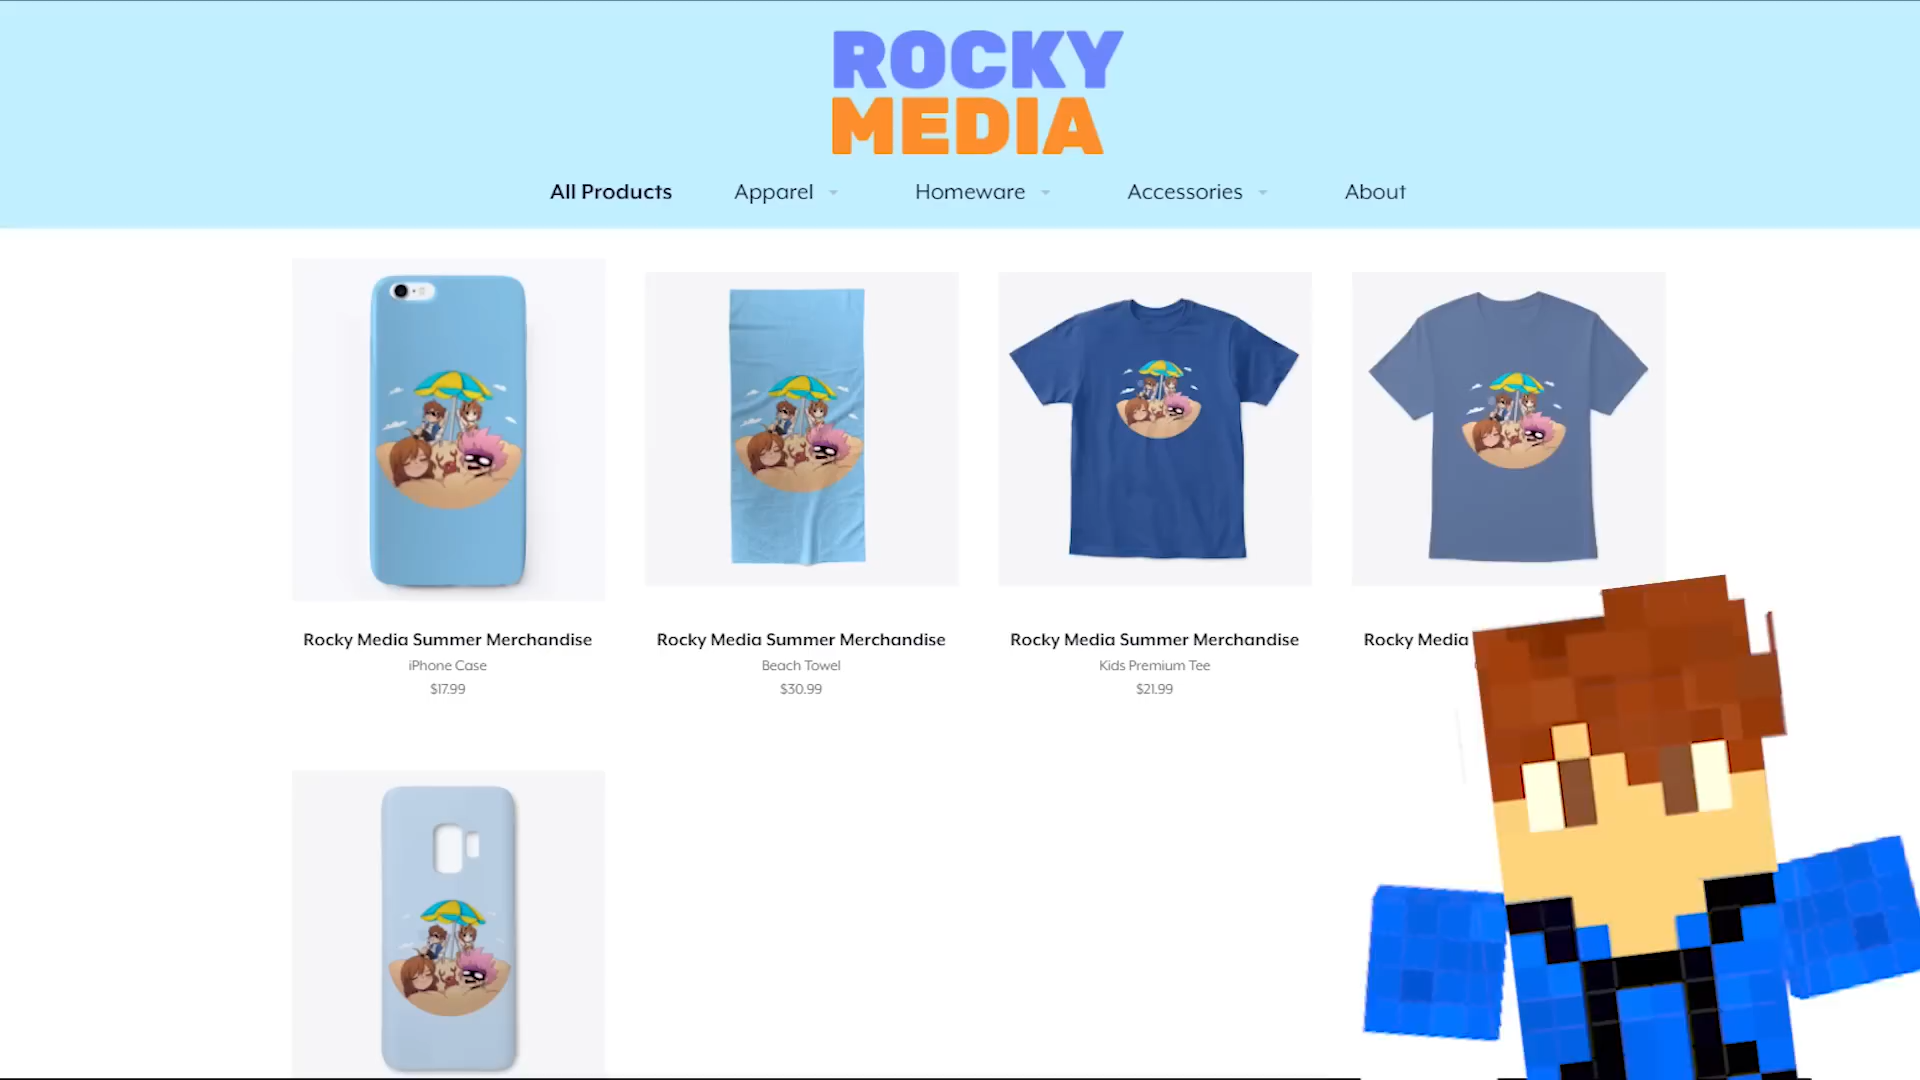 ROCKY
MEDIA
All Products
Apparel
Homeware
Accessories
About
Rocky Media Summer Merchandise
iPhone Case
$17.99
Rocky Media Summer Merchandise
Beach Towel
$30.99
Rocky Media Summer Merchandise
Kids Premium Tee
$21.99
Rocky Media